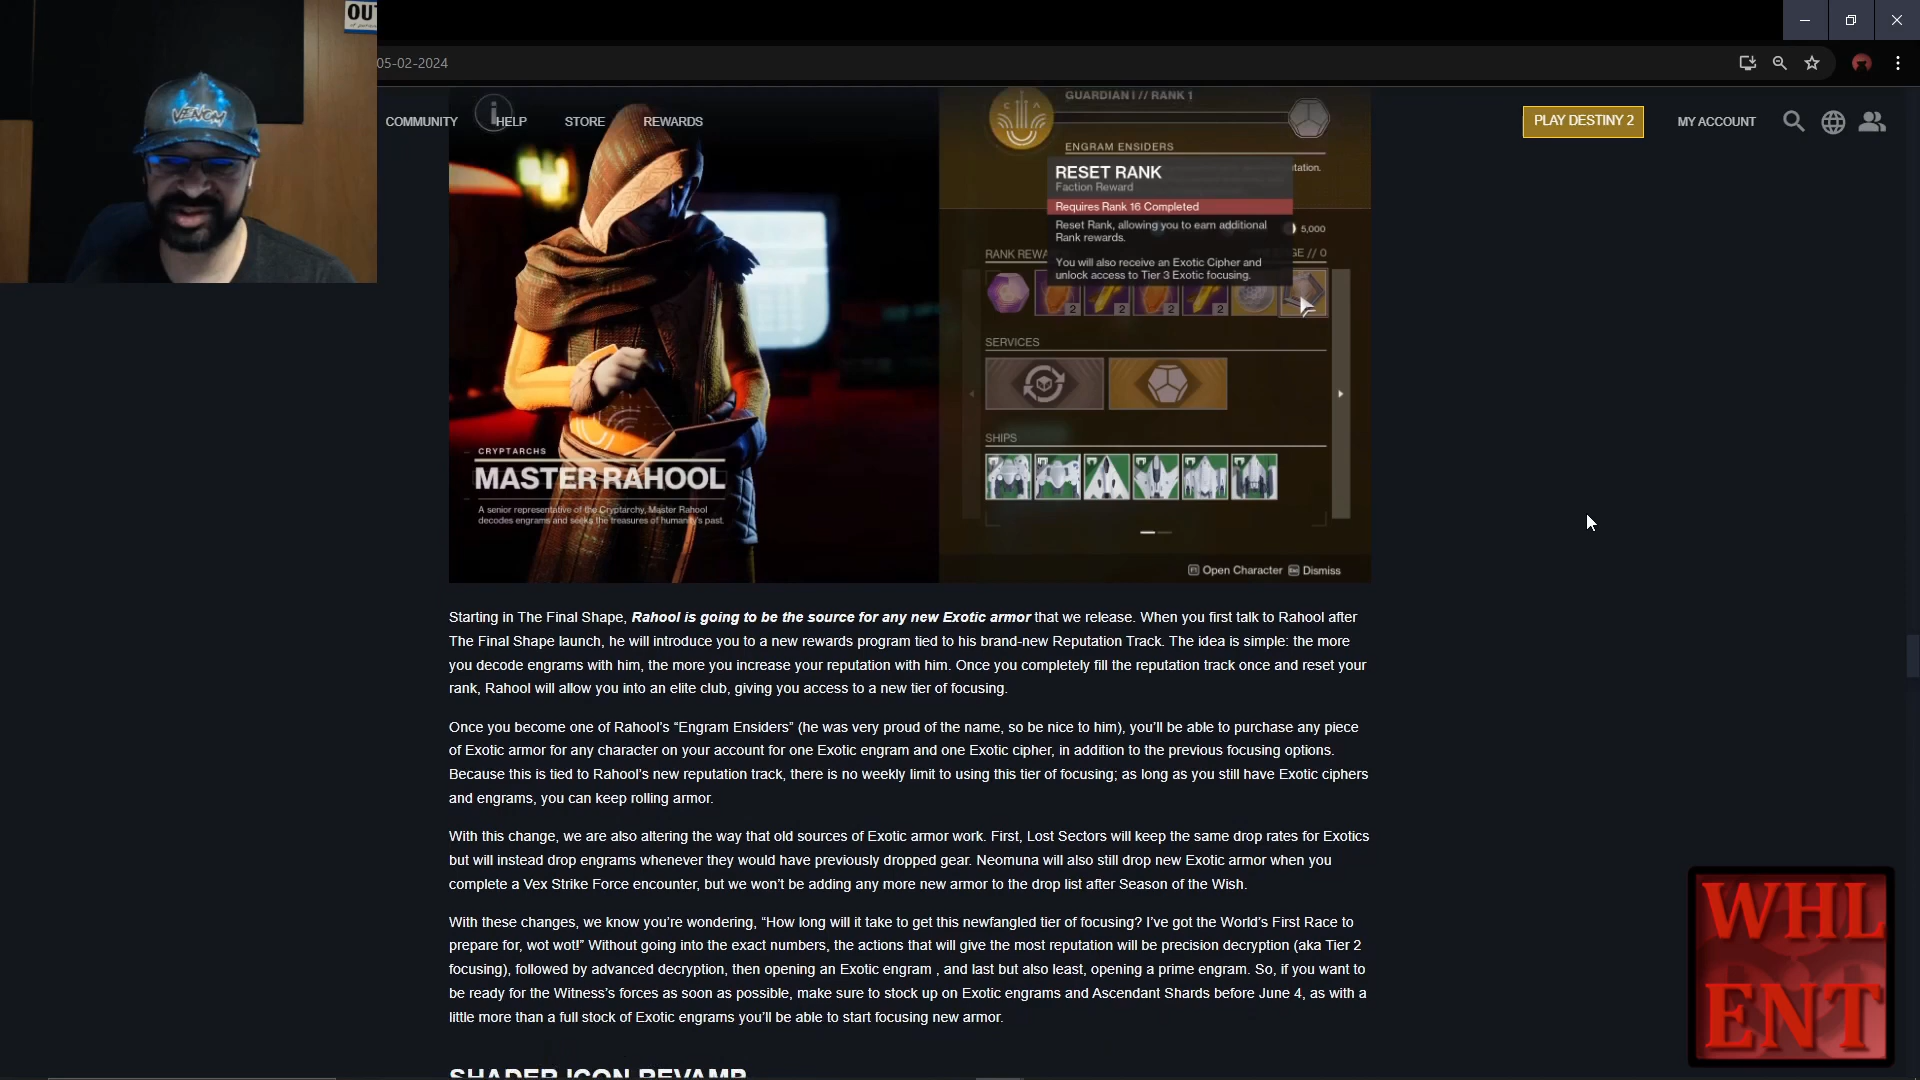 OUT
VENOM
05-02-2024
COMMUNITY
HELP
STORE
REWARDS
PLAY DESTINY 2
MY ACCOUNT
GUARDIAN I // RANK 1
ENGRAM ENSIDERS
RESET RANK
Faction Reward
Requires Rank 16 Completed
Reset Rank, allowing you to earn additional
Rank rewards.
You will also receive an Exotic Cipher and
unlock access to Tier 3 Exotic focusing.
5,000
// 0
2
2
2
2
SERVICES
SHIPS
CRYPTARCHS
MASTER RAHOOL
A senior representative of the Cryptarchy, Master Rahool
decodes engrams and seeks the treasures of humanity's past.
Open Character
Dismiss
Starting in The Final Shape, Rahool is going to be the source for any new Exotic armor that we release. When you first talk to Rahool after
The Final Shape launch, he will introduce you to a new rewards program tied to his brand-new Reputation Track. The idea is simple: the more
you decode engrams with him, the more you increase your reputation with him. Once you completely fill the reputation track once and reset your
rank, Rahool will allow you into an elite club, giving you access to a new tier of focusing.
Once you become one of Rahool’s “Engram Ensiders” (he was very proud of the name, so be nice to him), you’ll be able to purchase any piece
of Exotic armor for any character on your account for one Exotic engram and one Exotic cipher, in addition to the previous focusing options.
Because this is tied to Rahool’s new reputation track, there is no weekly limit to using this tier of focusing; as long as you still have Exotic ciphers
and engrams, you can keep rolling armor.
With this change, we are also altering the way that old sources of Exotic armor work. First, Lost Sectors will keep the same drop rates for Exotics
but will instead drop engrams whenever they would have previously dropped gear. Neomuna will also still drop new Exotic armor when you
complete a Vex Strike Force encounter, but we won’t be adding any more new armor to the drop list after Season of the Wish.
With these changes, we know you’re wondering, “How long will it take to get this newfangled tier of focusing? I’ve got the World’s First Race to
prepare for, wot wot!” Without going into the exact numbers, the actions that will give the most reputation will be precision decryption (aka Tier 2
focusing), followed by advanced decryption, then opening an Exotic engram , and last but also least, opening a prime engram. So, if you want to
be ready for the Witness’s forces as soon as possible, make sure to stock up on Exotic engrams and Ascendant Shards before June 4, as with a
little more than a full stock of Exotic engrams you’ll be able to start focusing new armor.
SHADER ICON REVAMP
WHL
ENT